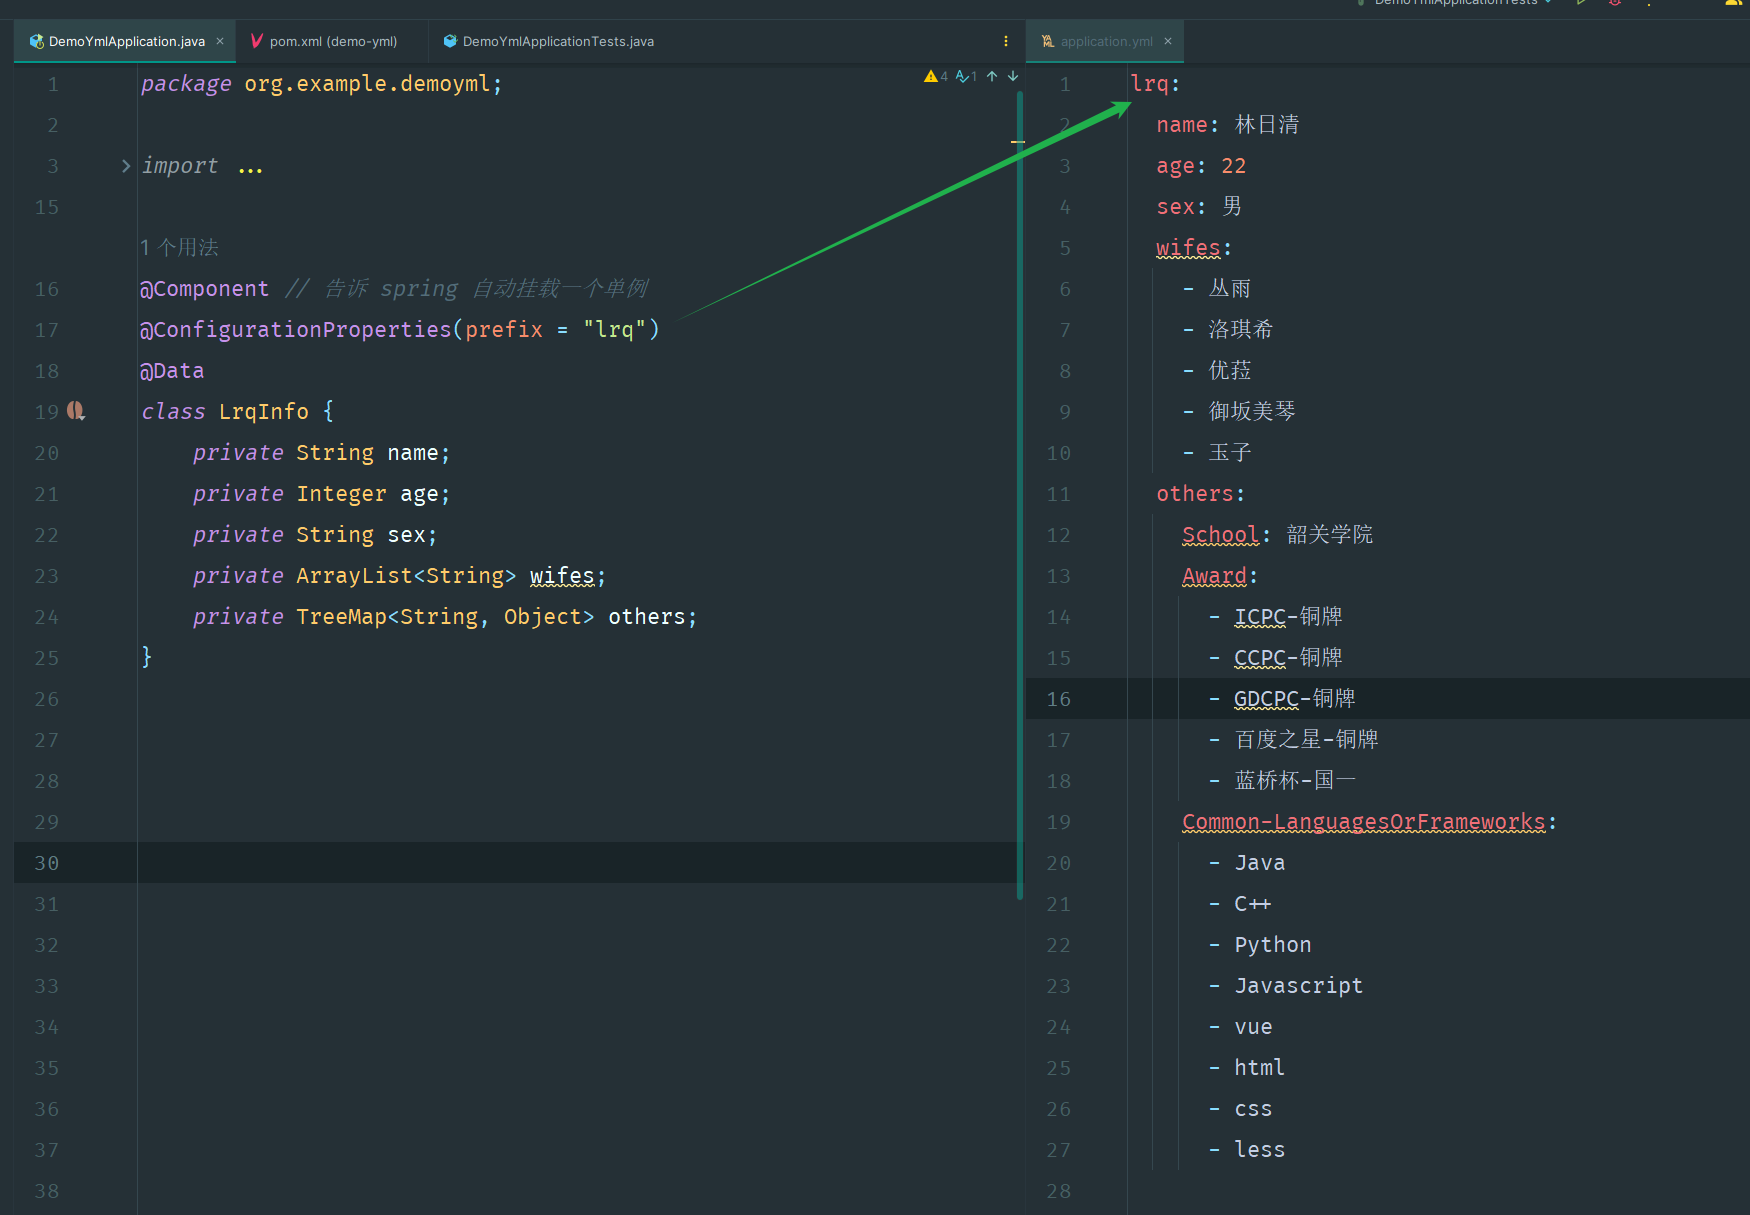 DemoYmlApplicationTests
DemoYmlApplication.java
pom.xml (demo-yml)
DemoYmlApplicationTests.java
application.yml
4 1
1 package org.example.demoyml;
2
3 import ...
15
1 个用法
16 @Component // 告诉 spring 自动挂载一个单例
17 @ConfigurationProperties(prefix = "lrq")
18 @Data
19 class LrqInfo {
20 private String name;
21 private Integer age;
22 private String sex;
23 private ArrayList<String> wifes;
24 private TreeMap<String, Object> others;
25 }
26
27
28
29
30
31
32
33
34
35
36
37
38
1 lrq:
2 name: 林日清
3 age: 22
4 sex: 男
5 wifes:
6 - 丛雨
7 - 洛琪希
8 - 优菈
9 - 御坂美琴
10 - 玉子
11 others:
12 School: 韶关学院
13 Award:
14 - ICPC-铜牌
15 - CCPC-铜牌
16 - GDCPC-铜牌
17 - 百度之星-铜牌
18 - 蓝桥杯-国一
19 Common-LanguagesOrFrameworks:
20 - Java
21 - C++
22 - Python
23 - Javascript
24 - vue
25 - html
26 - css
27 - less
28